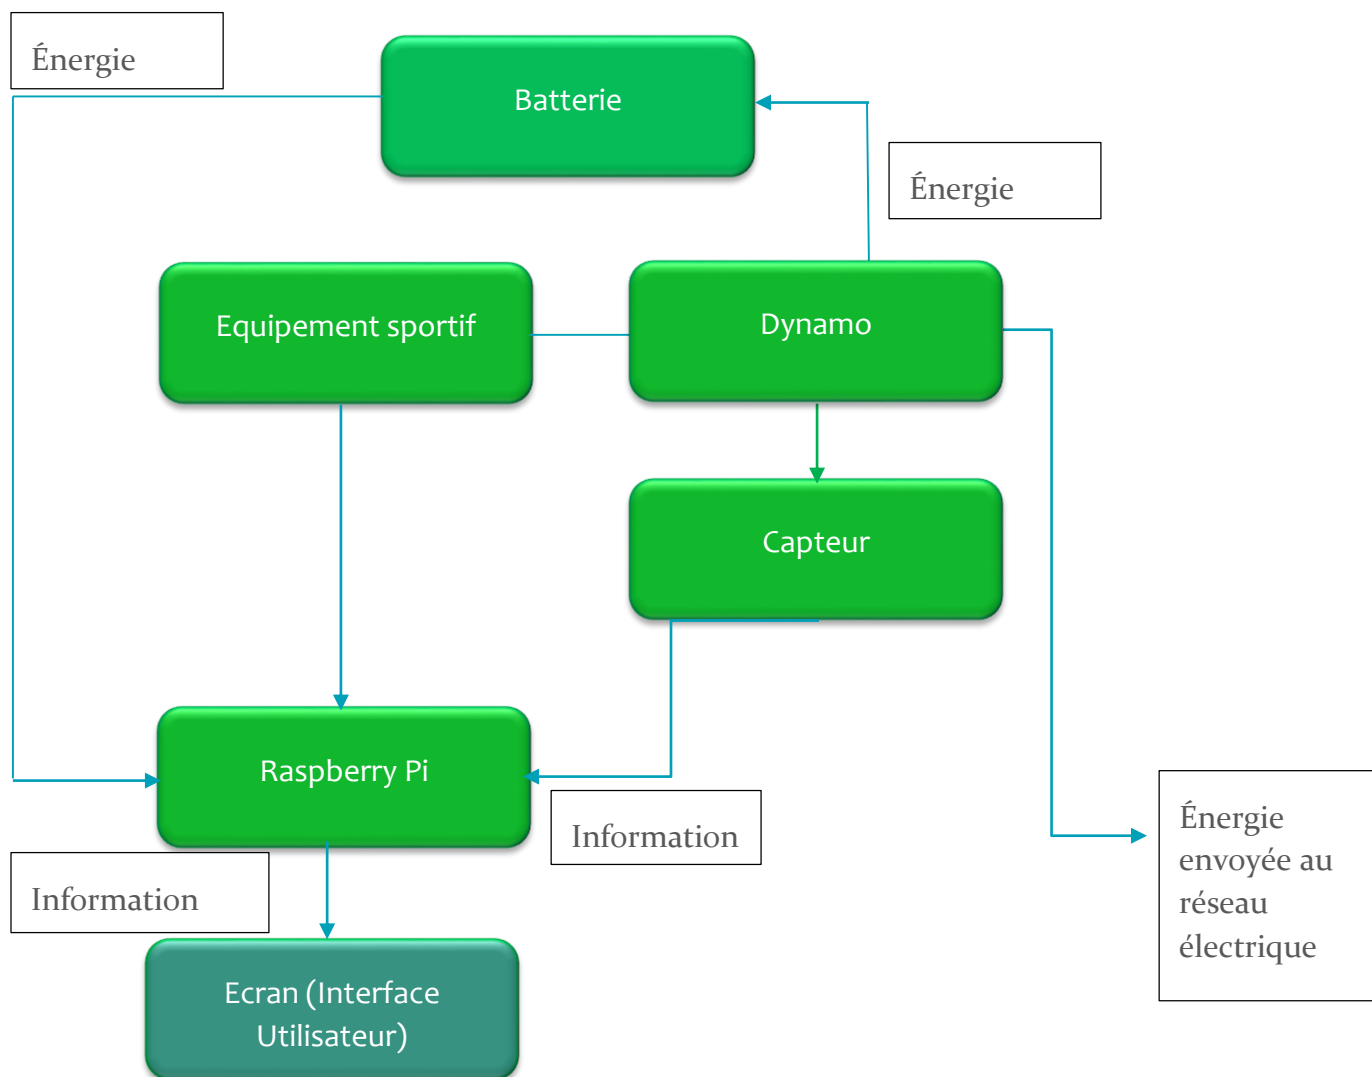 Énergie
Batterie
Énergie
Equipement sportif
Dynamo
Capteur
Raspberry Pi
Information
Énergie
envoyée au
réseau
électrique
Information
Ecran (Interface
Utilisateur)